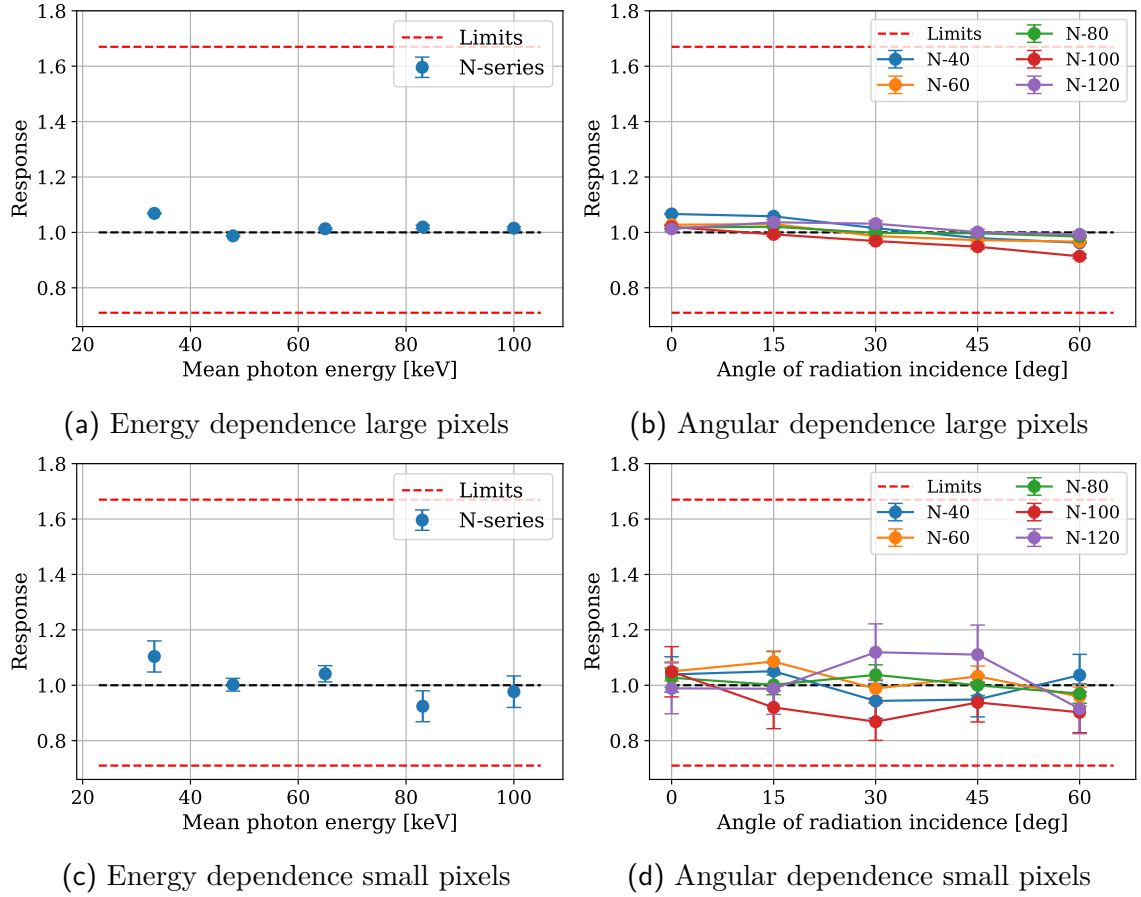 1.8
1.6
1.4
1.2
1.0
0.8
Response
Limits
N-series
20 40 60 80 100
Mean photon energy [keV]
(a) Energy dependence large pixels
1.8
1.6
1.4
1.2
1.0
0.8
Response
Limits
N-40
N-60
N-80
N-100
N-120
0 15 30 45 60
Angle of radiation incidence [deg]
(b) Angular dependence large pixels
1.8
1.6
1.4
1.2
1.0
0.8
Response
Limits
N-series
20 40 60 80 100
Mean photon energy [keV]
(c) Energy dependence small pixels
1.8
1.6
1.4
1.2
1.0
0.8
Response
Limits
N-40
N-60
N-80
N-100
N-120
0 15 30 45 60
Angle of radiation incidence [deg]
(d) Angular dependence small pixels